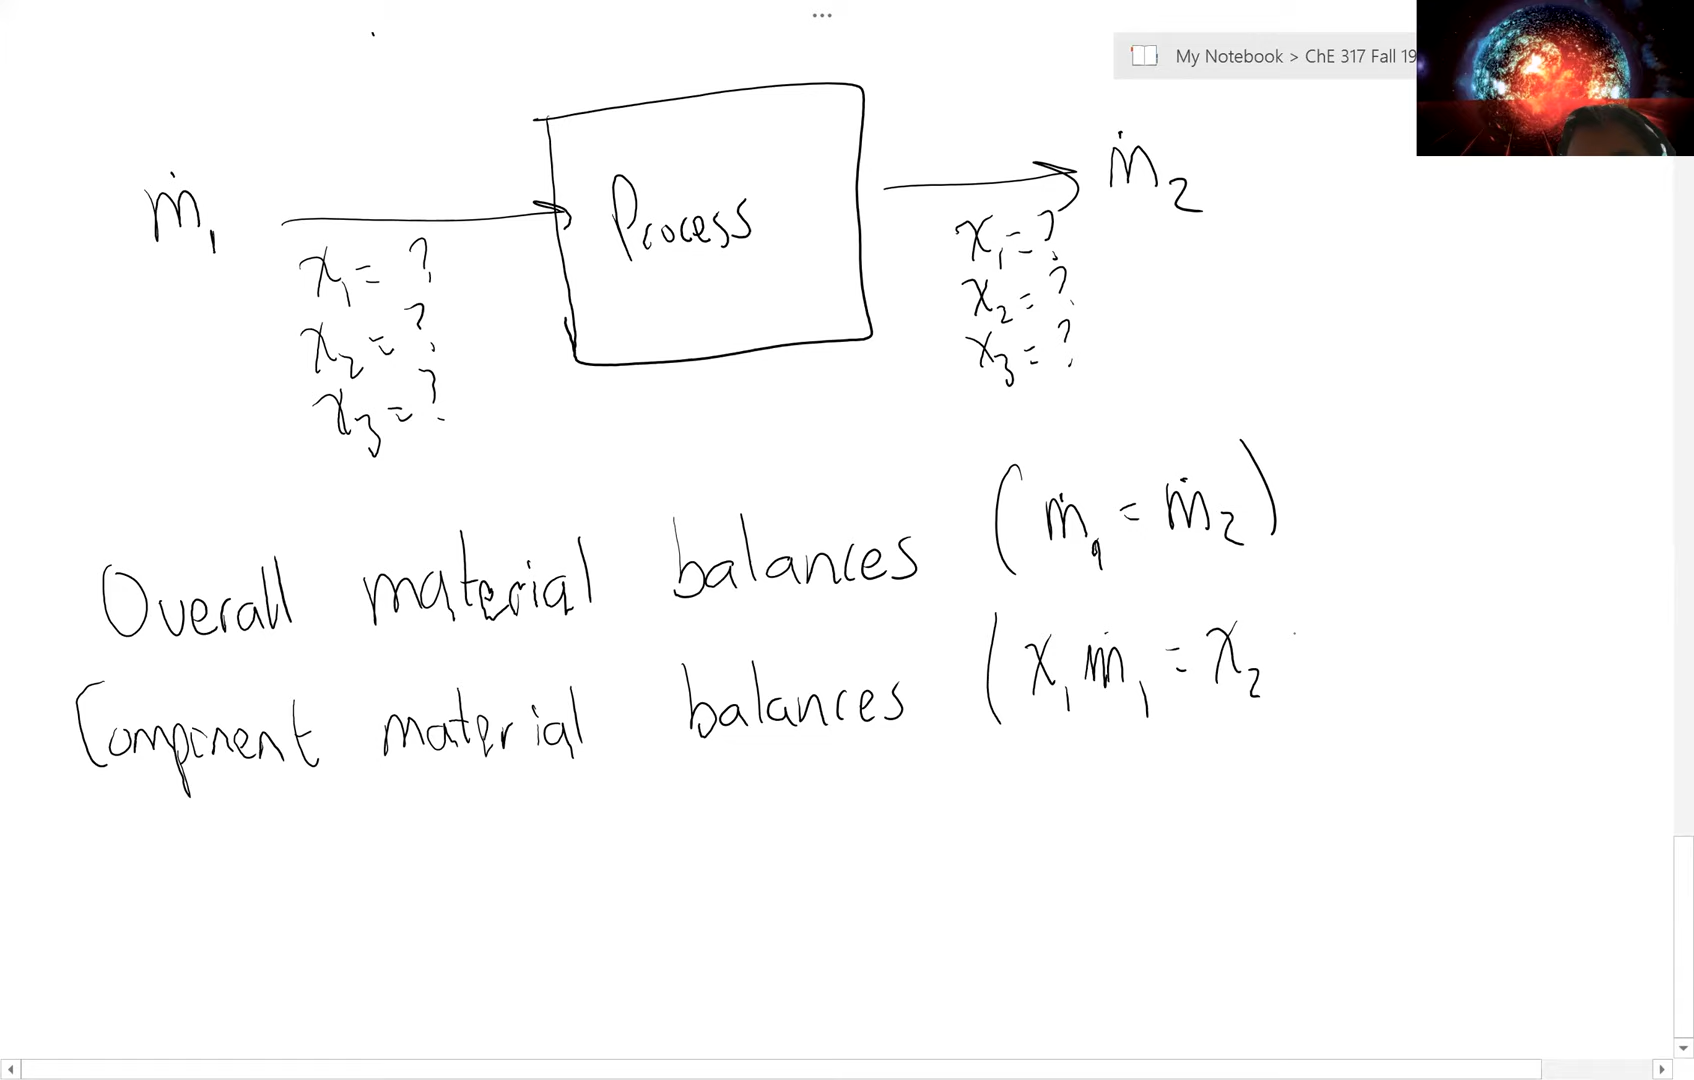 My Notebook > ChE 317 Fall 19
ṁ₁
Process
ṁ₂
x₁ = ?
x₂ = ?
x₃ = ?
x₁ = ?
x₂ = ?
x₃ = ?
Overall material balances (ṁ₁ = ṁ₂)
Component material balances (x₁ṁ₁ = x₂